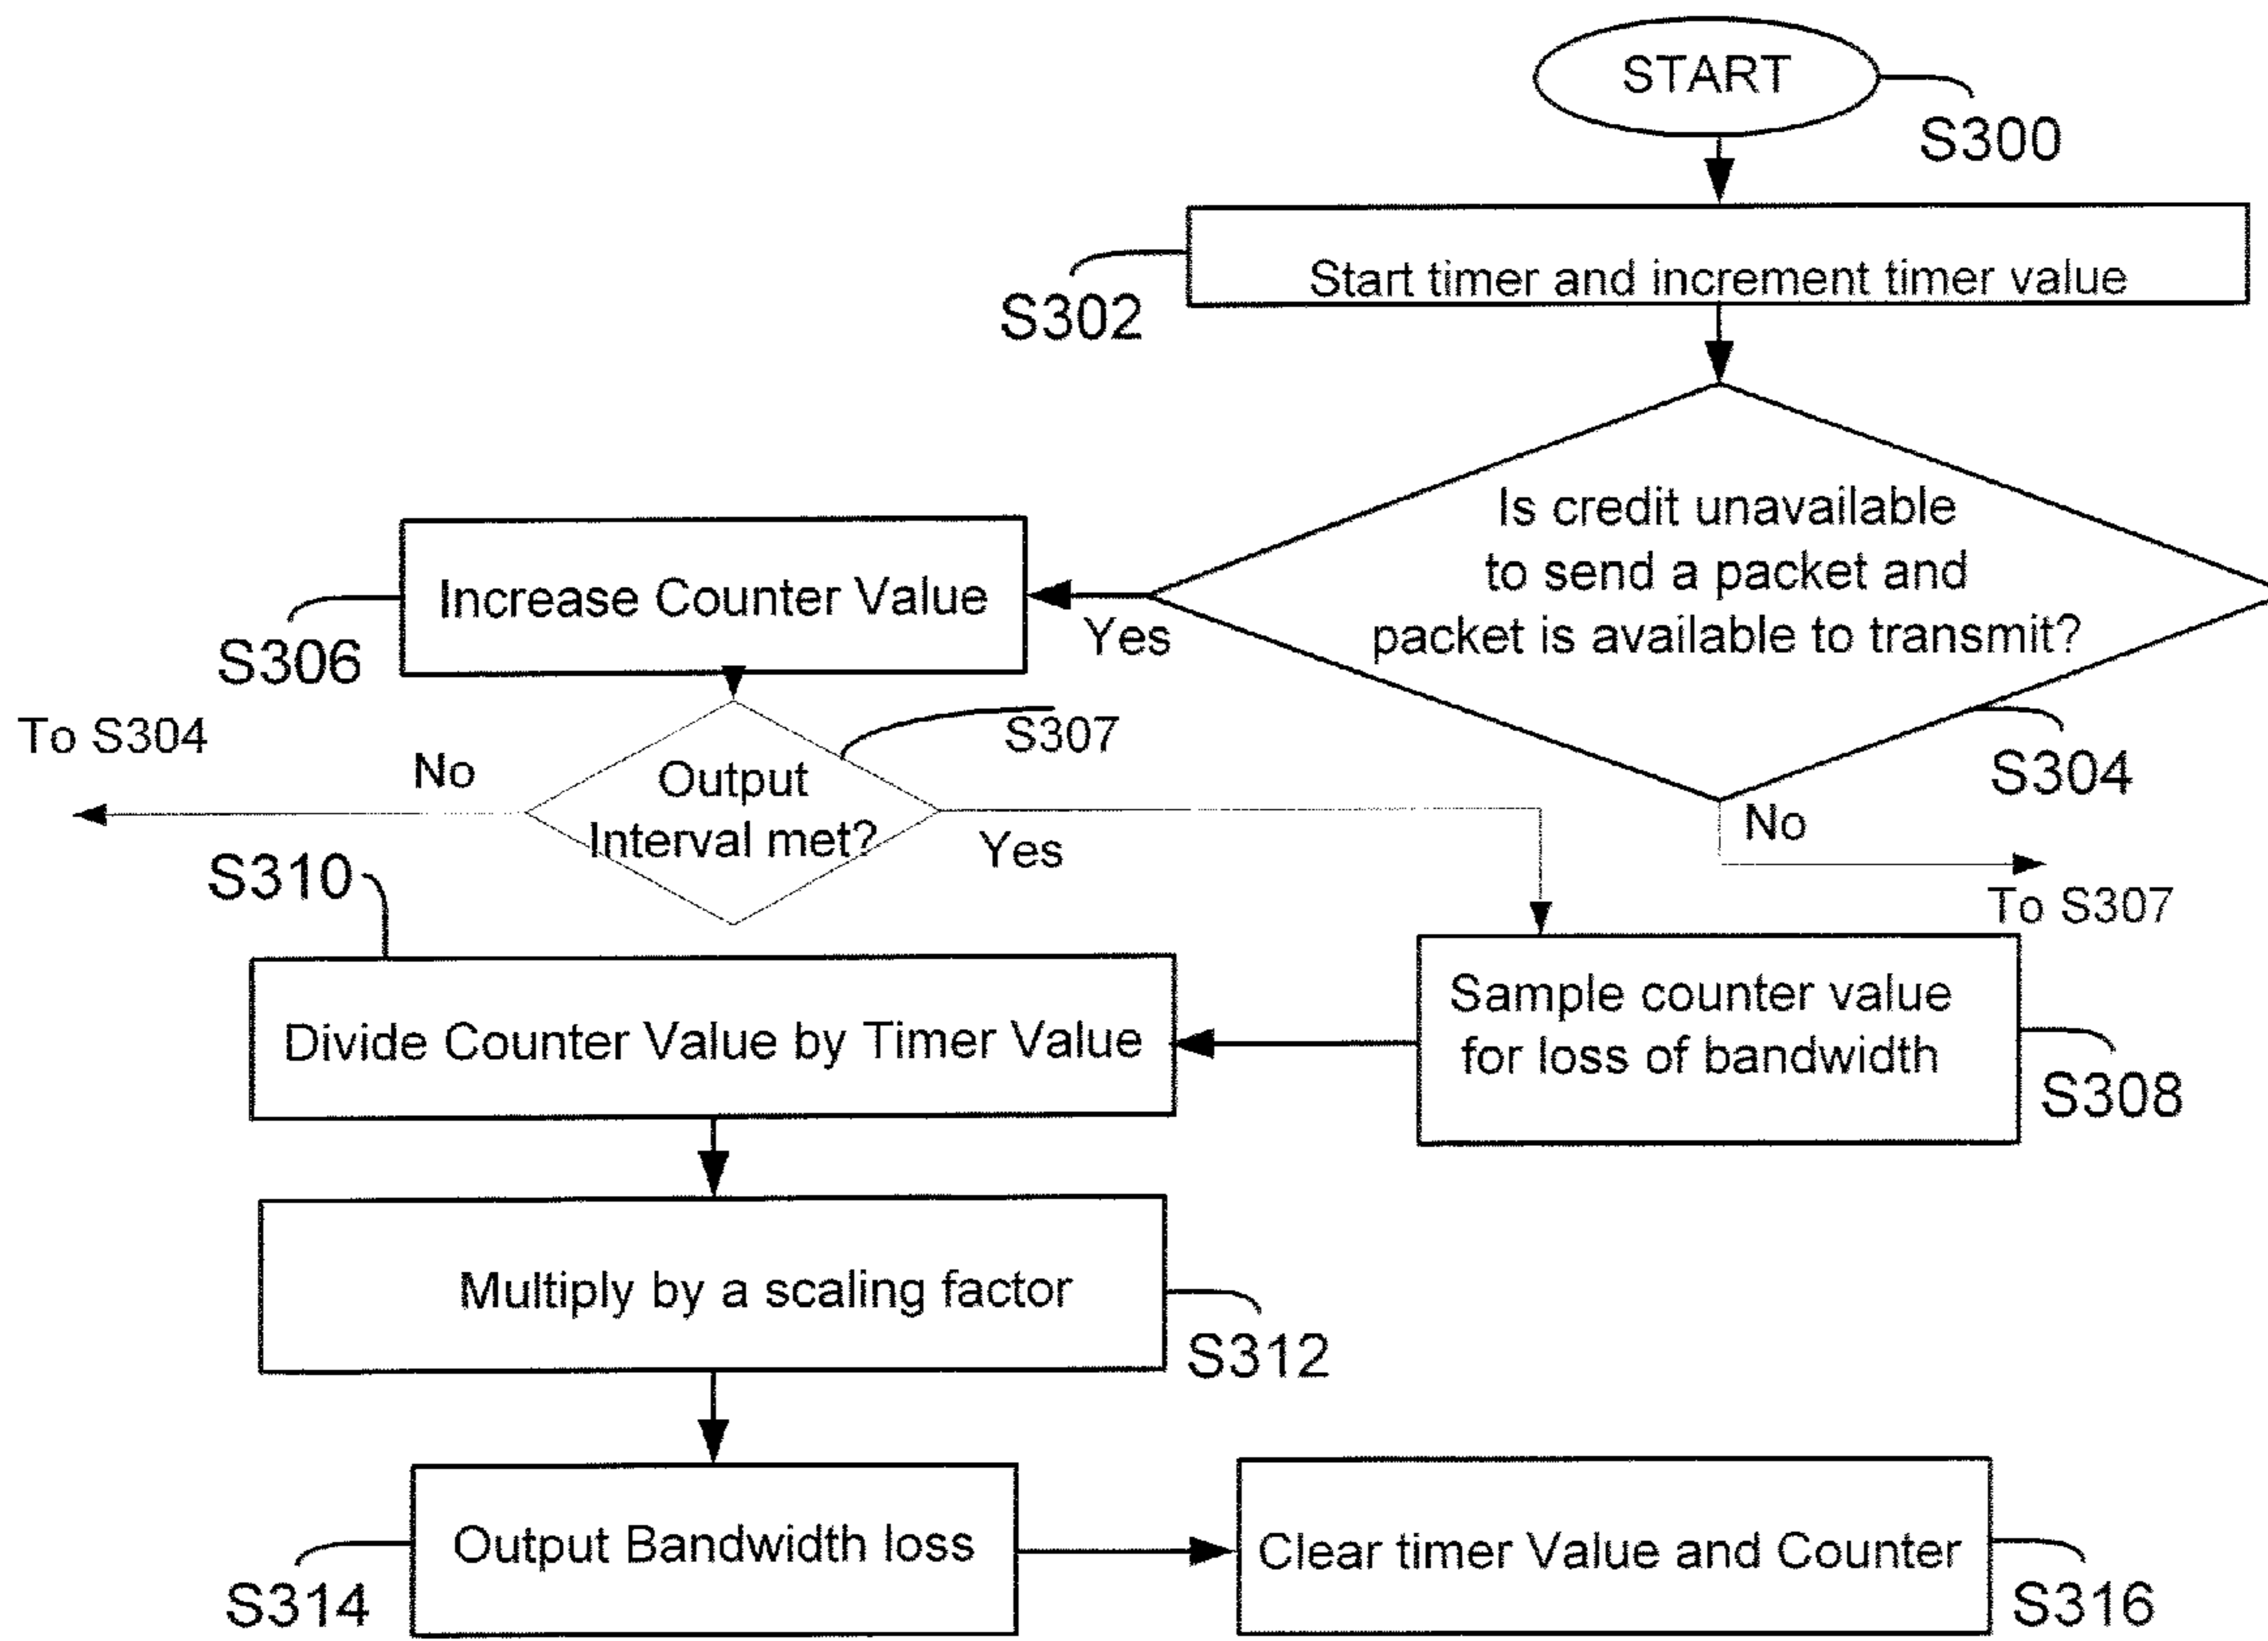 START
S300
Start timer and increment timer value
S302
Is credit unavailable
to send a packet and
packet is available to transmit?
S304
Yes
No
To S307
Increase Counter Value
S306
Output
Interval met?
S307
No
To S304
Yes
Sample counter value
for loss of bandwidth
S308
Divide Counter Value by Timer Value
S310
Multiply by a scaling factor
S312
Output Bandwidth loss
S314
Clear timer Value and Counter
S316